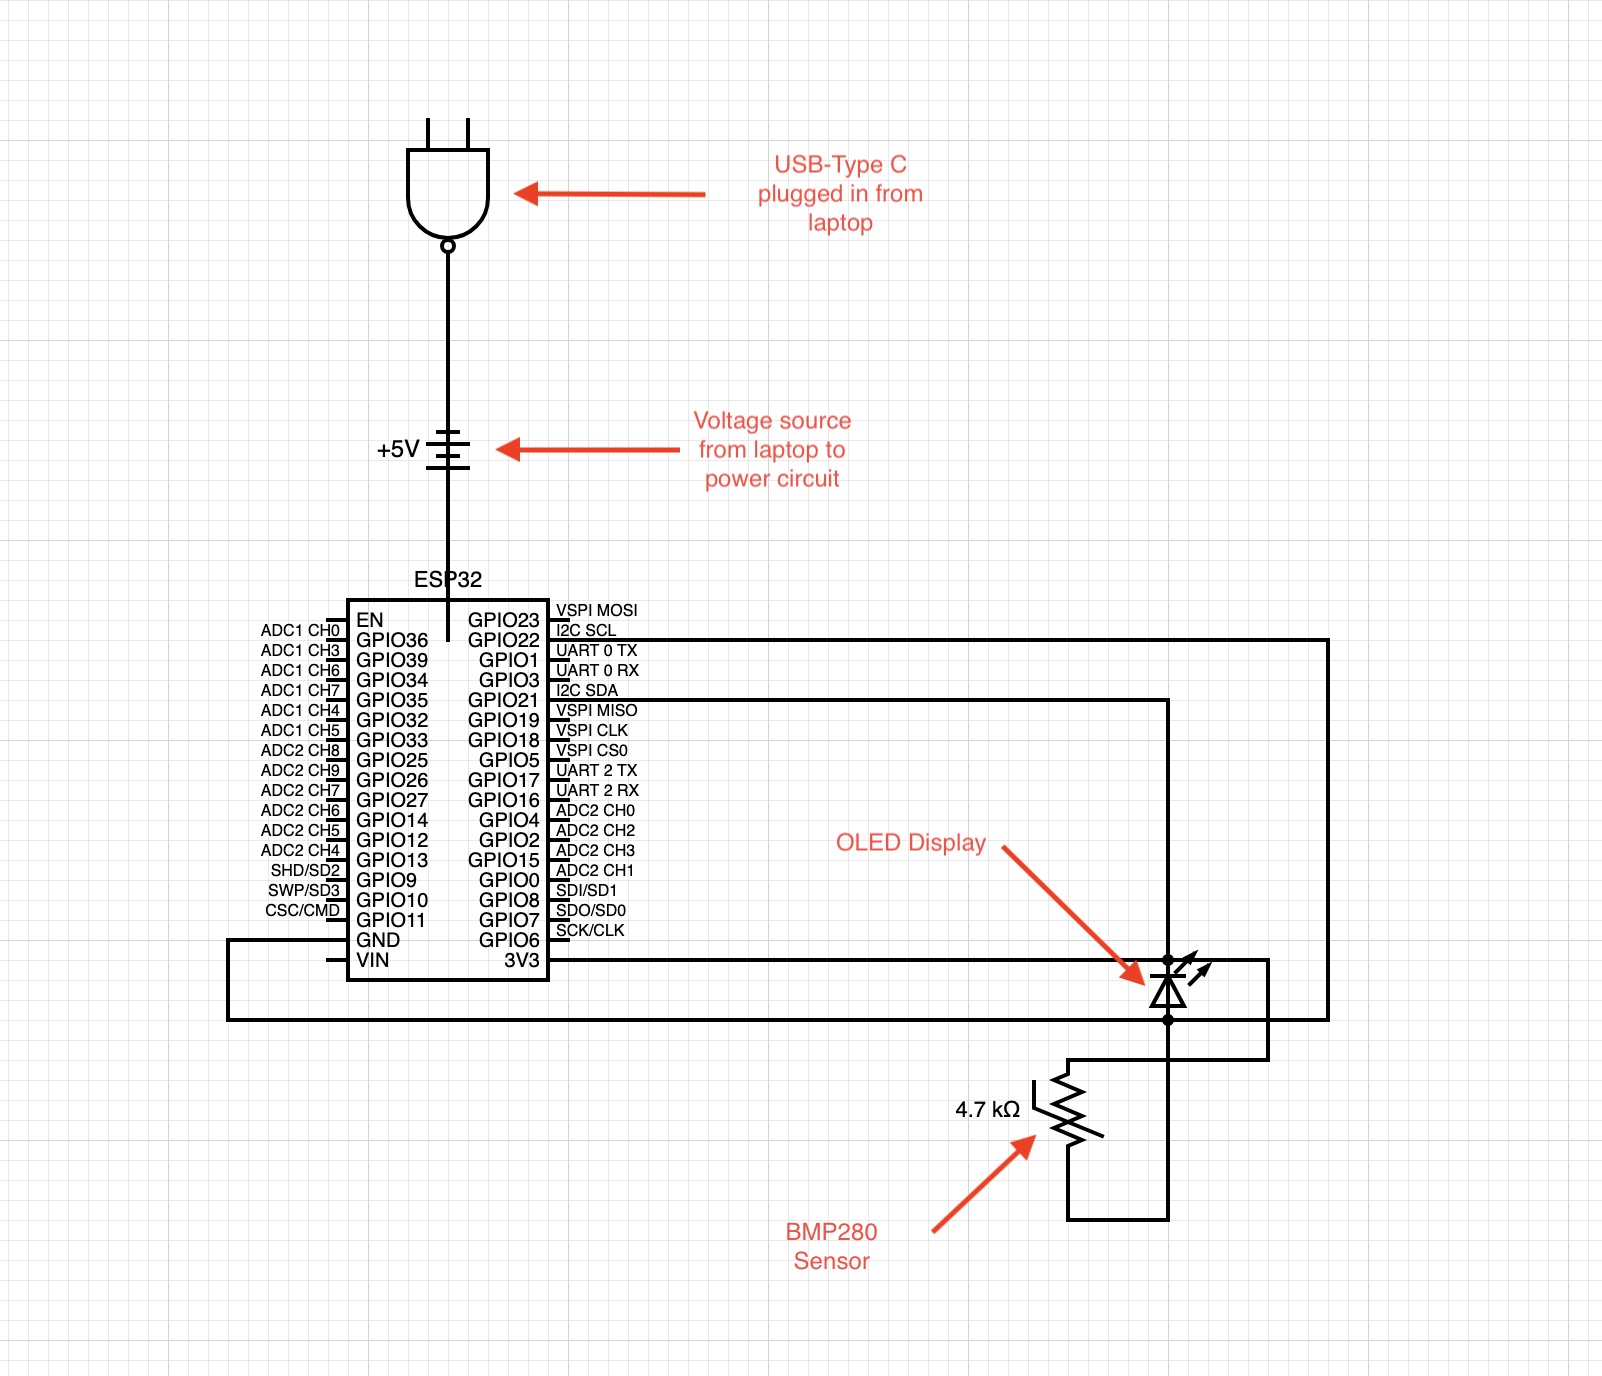 USB-Type C
plugged in from
laptop
+5V
Voltage source
from laptop to
power circuit
ESP32
EN
GPIO23
VSPI MOSI
ADC1 CH0
GPIO36
GPIO22
I2C SCL
ADC1 CH3
GPIO39
GPIO1
UART 0 TX
ADC1 CH6
GPIO34
GPIO3
UART 0 RX
ADC1 CH7
GPIO35
GPIO21
I2C SDA
ADC1 CH4
GPIO32
GPIO19
VSPI MISO
ADC1 CH5
GPIO33
GPIO18
VSPI CLK
ADC2 CH8
GPIO25
GPIO5
VSPI CS0
ADC2 CH9
GPIO26
GPIO17
UART 2 TX
ADC2 CH7
GPIO27
GPIO16
UART 2 RX
ADC2 CH6
GPIO14
GPIO4
ADC2 CH0
ADC2 CH5
GPIO12
GPIO2
ADC2 CH2
ADC2 CH4
GPIO13
GPIO15
ADC2 CH3
SHD/SD2
GPIO9
GPIO0
ADC2 CH1
SWP/SD3
GPIO10
GPIO8
SDI/SD1
CSC/CMD
GPIO11
GPIO7
SDO/SD0
GND
GPIO6
SCK/CLK
VIN
3V3
OLED Display
4.7 kΩ
BMP280
Sensor